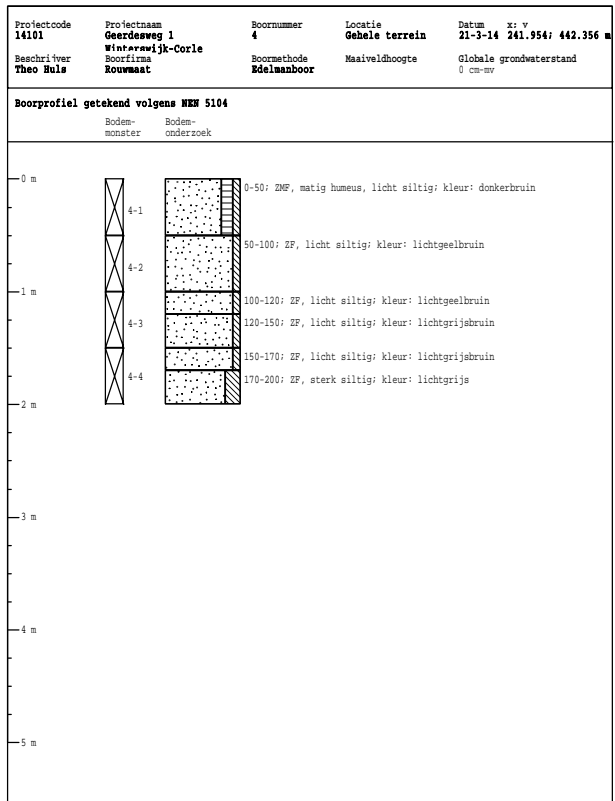 Projectcode Projectnaam Boornummer Locatie Datum x; y
14101 Geerdesweg 1 4 Gehele terrein 21-3-14 241.954; 442.356 m
Winterswijk-Corle
Beschrijver Boorfirma Boormethode Maaiveldhoogte Globale grondwaterstand
Theo Huls Rouwmaat Edelmanboor 0 cm-mv
Boorprofiel getekend volgens NEN 5104
Bodem- Bodem-
monster onderzoek
0 m
0-50; ZMF, matig humeus, licht siltig; kleur: donkerbruin
4-1
50-100; ZF, licht siltig; kleur: lichtgeelbruin
4-2
1 m
100-120; ZF, licht siltig; kleur: lichtgeelbruin
4-3
120-150; ZF, licht siltig; kleur: lichtgrijsbruin
150-170; ZF, licht siltig; kleur: lichtgrijsbruin
4-4
170-200; ZF, sterk siltig; kleur: lichtgrijs
2 m
3 m
4 m
5 m